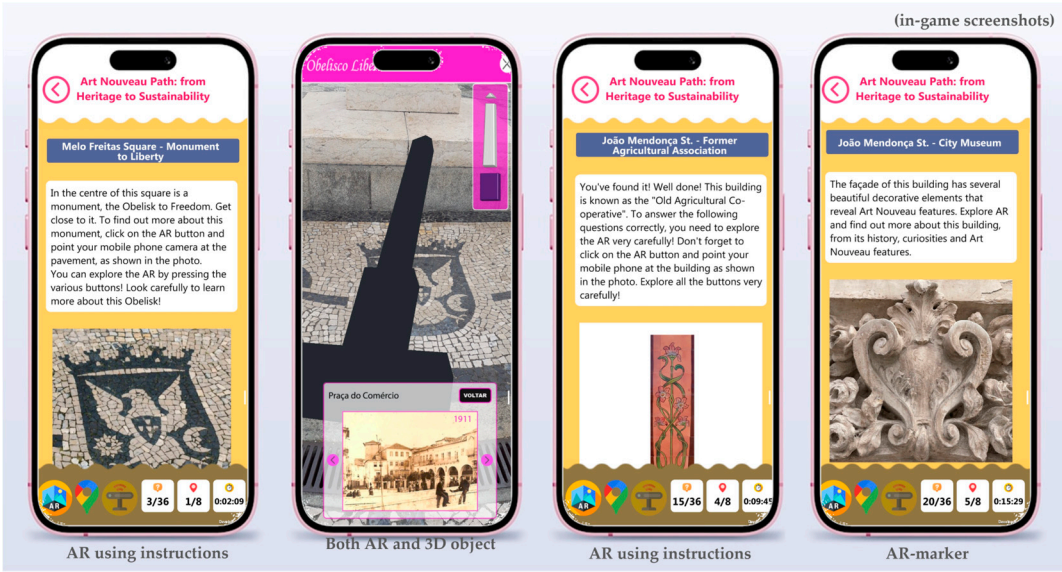 (in-game screenshots)
Art Nouveau Path: from
Heritage to Sustainability
Melo Freitas Square - Monument
to Liberty
In the centre of this square is a
monument, the Obelisk to Freedom. Get
close to it. To find out more about this
monument, click on the AR button and
point your mobile phone camera at the
pavement, as shown in the photo.
You can explore the AR by pressing the
various buttons! Look carefully to learn
more about this Obelisk!
AR
3/36
1/8
0:02:09
AR using instructions
Obelisco
Praça do Comércio
VOLTAR
1911
Both AR and 3D object
Art Nouveau Path: from
Heritage to Sustainability
João Mendonça St. - Former
Agricultural Association
You've found it! Well done! This building
is known as the "Old Agricultural Co-
operative". To answer the following
questions correctly, you need to explore
the AR very carefully! Don't forget to
click on the AR button and point your
mobile phone at the building as shown
in the photo. Explore all the buttons very
carefully!
AR
15/36
4/8
0:09:45
AR using instructions
Art Nouveau Path: from
Heritage to Sustainability
João Mendonça St. - City Museum
The façade of this building has several
beautiful decorative elements that
reveal Art Nouveau features. Explore AR
and find out more about this building,
from its history, curiosities and Art
Nouveau features.
AR
20/36
5/8
0:15:29
AR-marker